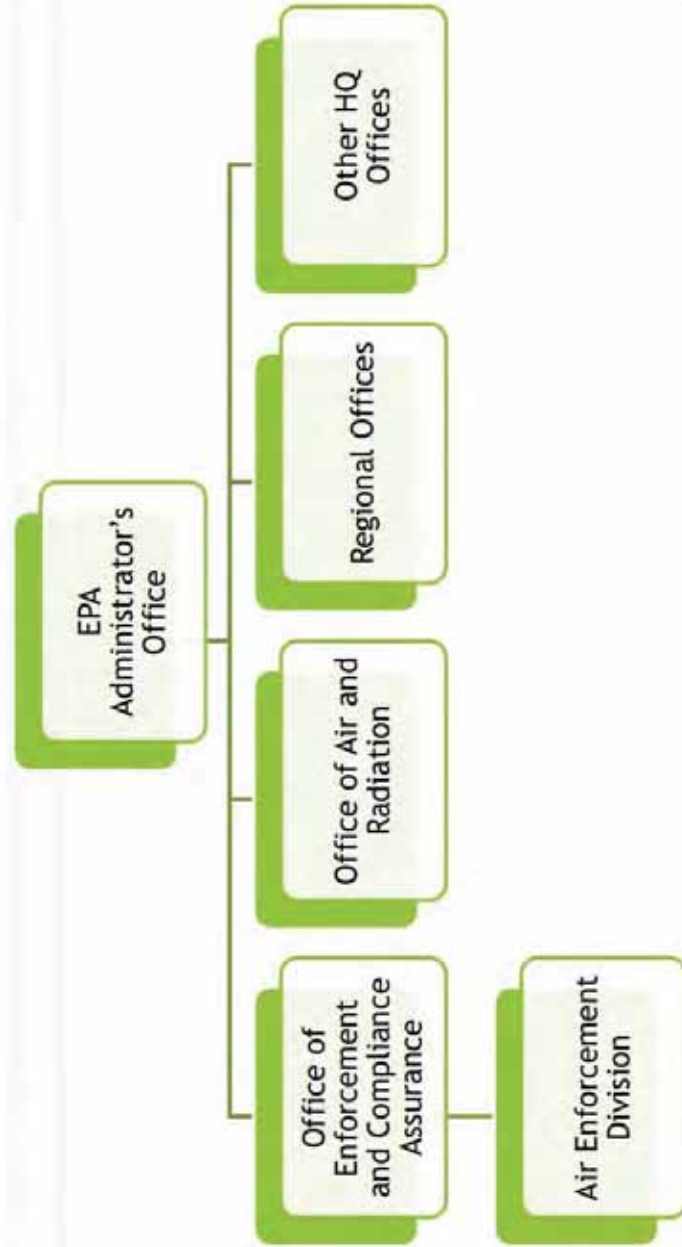 EPA
Administrator's
Office
Office of
Enforcement
and Compliance
Assurance
Office of Air and
Radiation
Regional Offices
Other HQ
Offices
Air Enforcement
Division